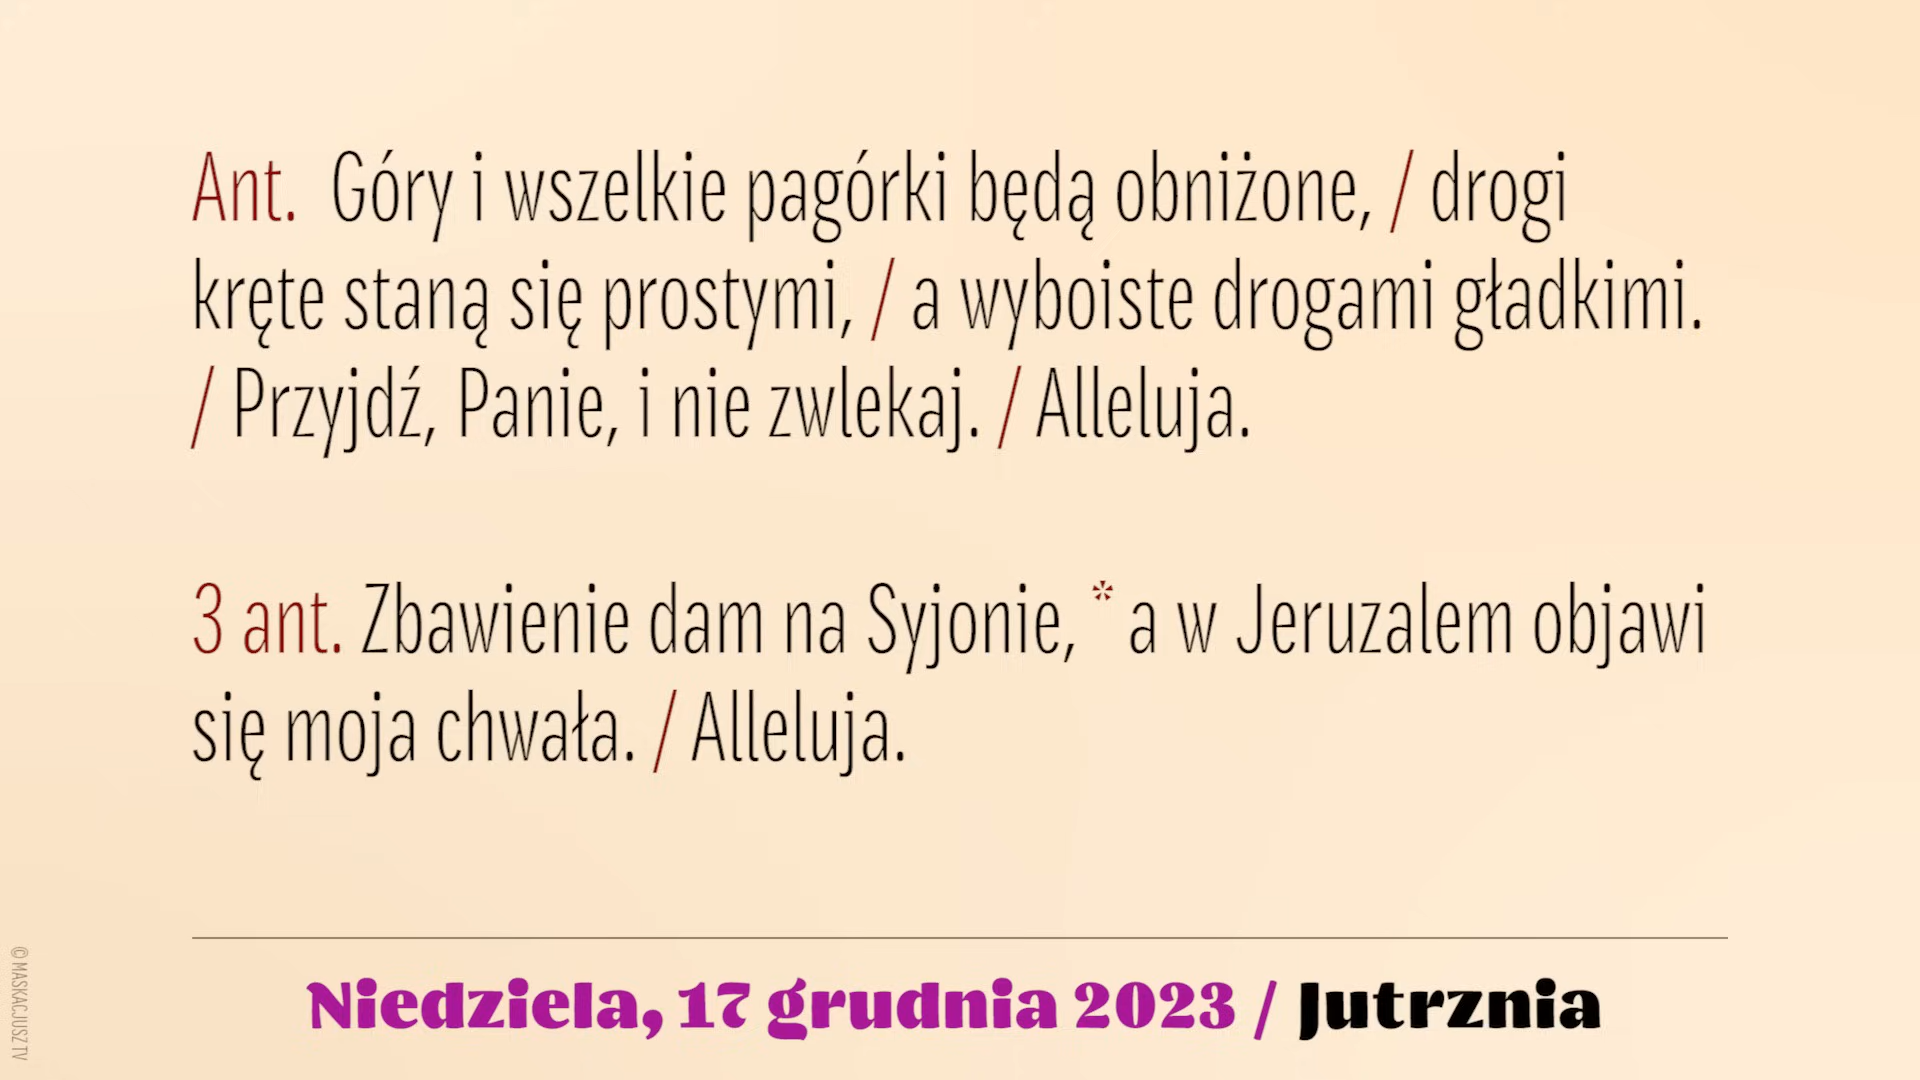 Ant. Góry i wszelkie pagórki będą obniżone, / drogi
kręte staną się prostymi, / a wyboiste drogami gładkimi.
/ Przyjdź, Panie, i nie zwlekaj. / Alleluja.
3 ant. Zbawienie dam na Syjonie, * a w Jeruzalem objawi
się moja chwała. / Alleluja.
Niedziela, 17 grudnia 2023 / Jutrznia
© MASKACJUSZ TV